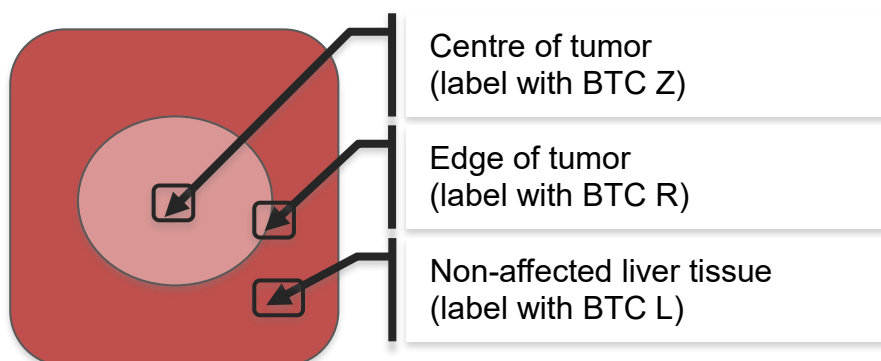 Centre of tumor
(label with BTC Z)
Edge of tumor
(label with BTC R)
Non-affected liver tissue
(label with BTC L)